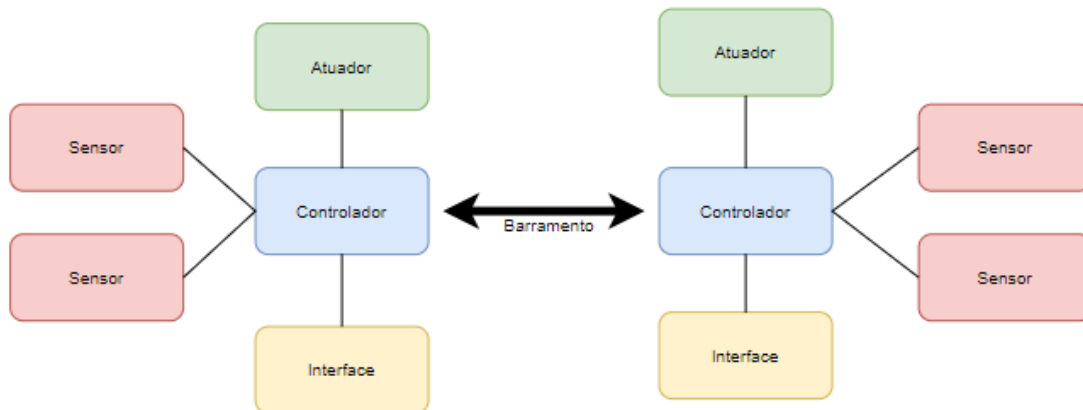 Atuador
Atuador
Sensor
Sensor
Controlador
Controlador
Barramento
Sensor
Sensor
Interface
Interface